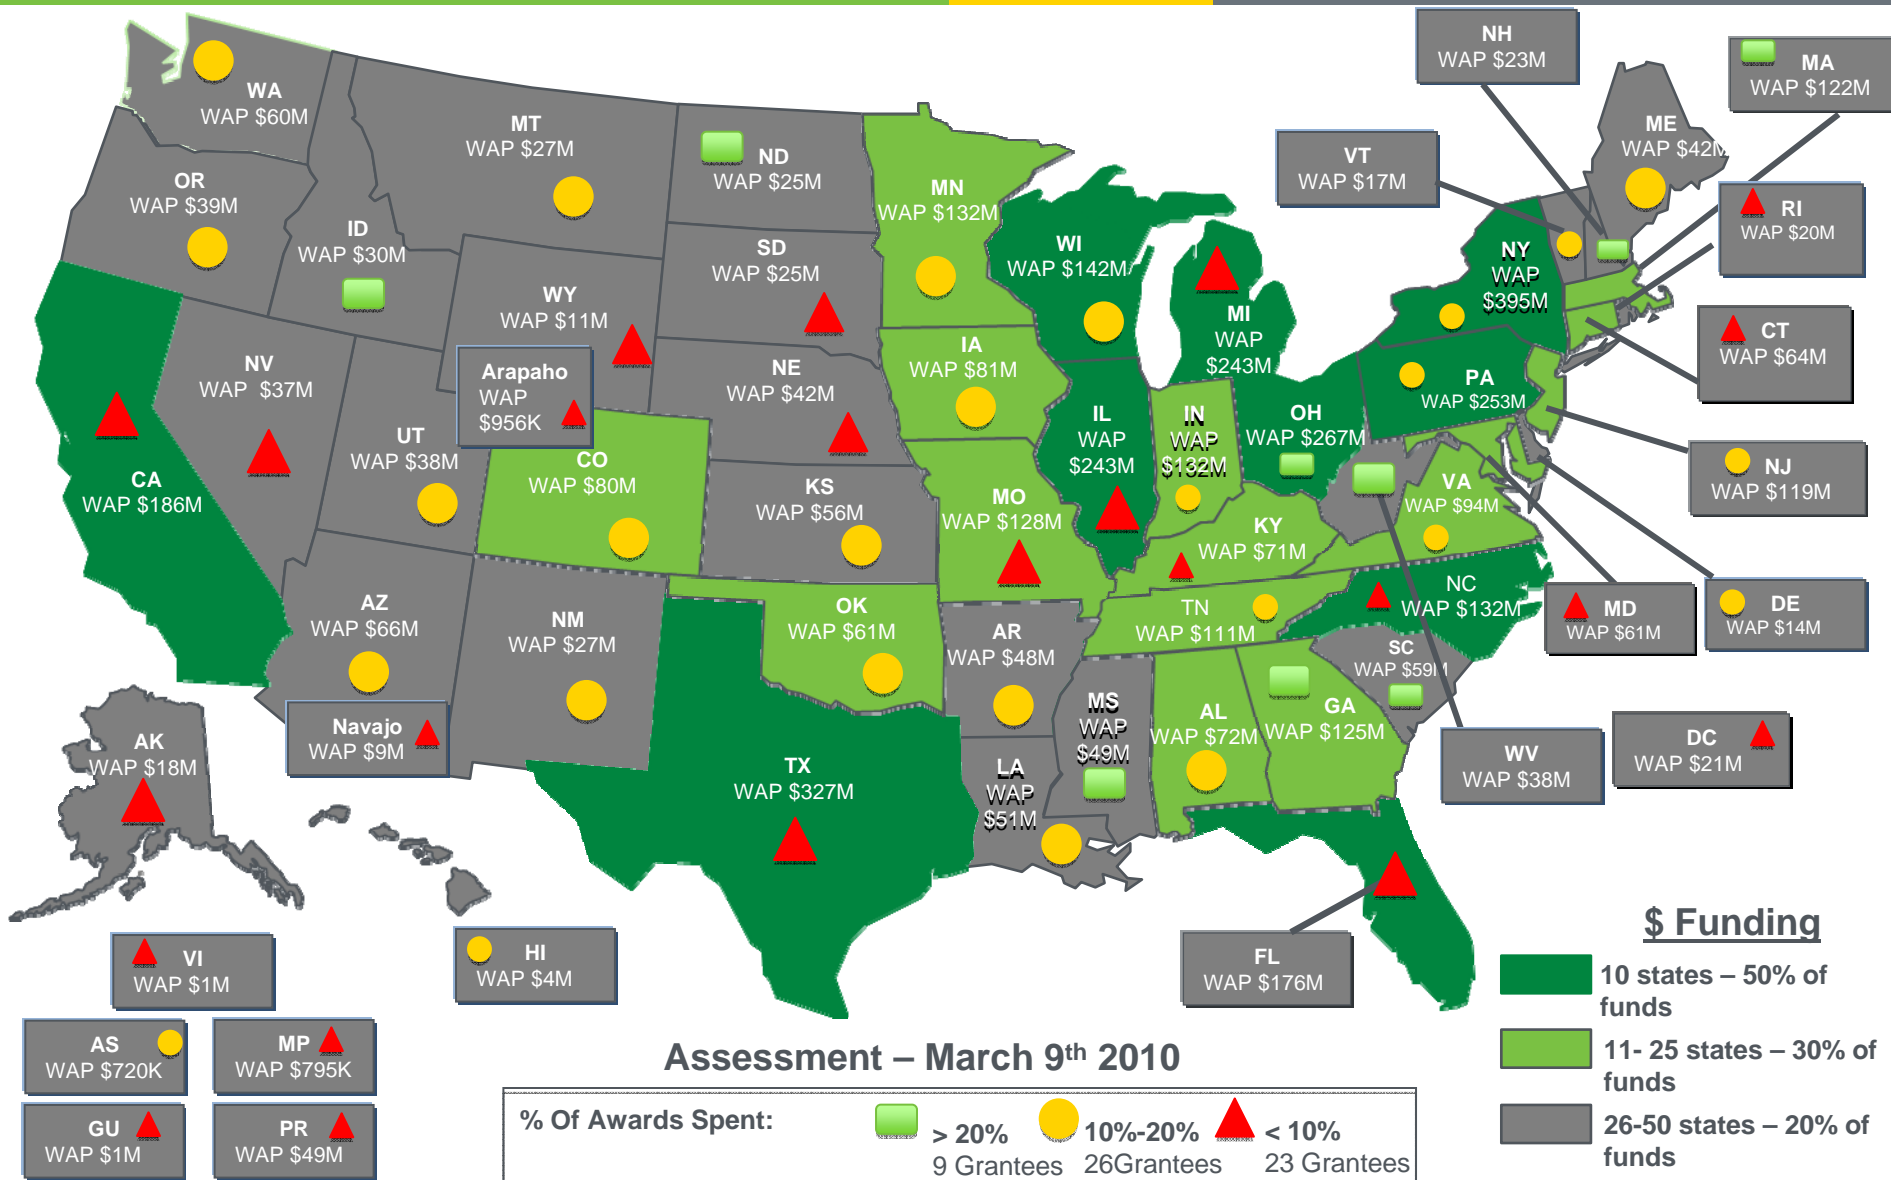 NH
WAP $23M
MA
WAP $122M
WA
WAP $60M
MT
WAP $27M
ND
WAP $25M
ME
WAP $42M
VT
WAP $17M
OR
WAP $39M
MN
WAP $132M
RI
WAP $20M
ID
WAP $30M
SD
WAP $25M
WI
WAP $142M
NY
WAP
$395M
WY
WAP $11M
MI
WAP
$243M
CT
WAP $64M
NV
WAP $37M
Arapaho
WAP
$956K
NE
WAP $42M
IA
WAP $81M
PA
WAP $253M
IL
WAP
$243M
IN
WAP
$132M
OH
WAP $267M
UT
WAP $38M
CO
WAP $80M
NJ
WAP $119M
CA
WAP $186M
KS
WAP $56M
MO
WAP $128M
VA
WAP $94M
KY
WAP $71M
AZ
WAP $66M
NM
WAP $27M
OK
WAP $61M
AR
WAP $48M
TN
WAP $111M
NC
WAP $132M
MD
WAP $61M
DE
WAP $14M
SC
WAP $59M
Navajo
WAP $9M
MS
WAP
$49M
AL
WAP $72M
GA
WAP $125M
AK
WAP $18M
TX
WAP $327M
LA
WAP
$51M
WV
WAP $38M
DC
WAP $21M
VI
WAP $1M
HI
WAP $4M
FL
WAP $176M
AS
WAP $720K
MP
WAP $795K
GU
WAP $1M
PR
WAP $49M
$ Funding
10 states – 50% of
funds
11- 25 states – 30% of
funds
26-50 states – 20% of
funds
Assessment – March 9th 2010
% Of Awards Spent:
> 20%
9 Grantees
10%-20%
26Grantees
< 10%
23 Grantees